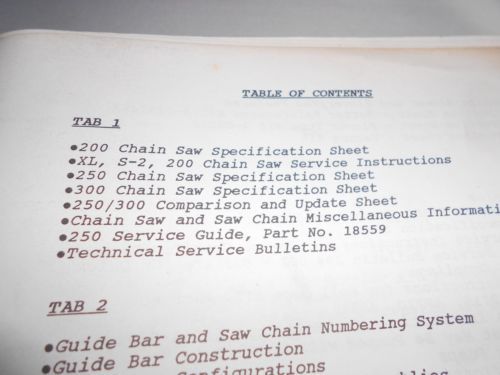 TABLE OF CONTENTS
TAB 1
•200 Chain Saw Specification Sheet
•XL, S-2, 200 Chain Saw Service Instructions
•250 Chain Saw Specification Sheet
•300 Chain Saw Specification Sheet
•250/300 Comparison and Update Sheet
•Chain Saw and Saw Chain Miscellaneous Informati
•250 Service Guide, Part No. 18559
•Technical Service Bulletins
TAB 2
•Guide Bar and Saw Chain Numbering System
•Guide Bar Construction